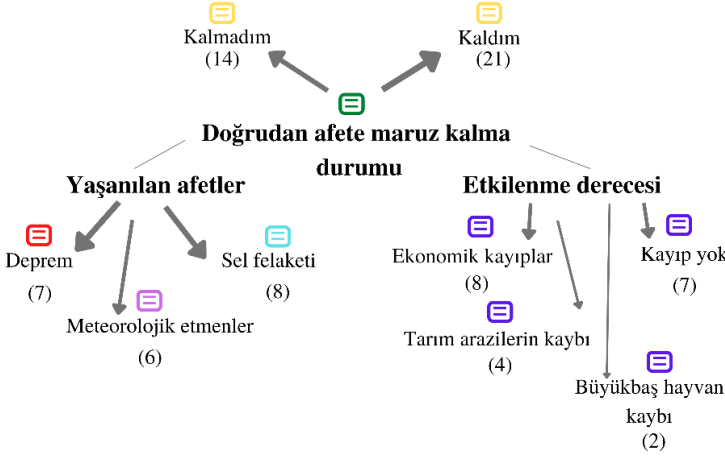 Kalmadım
(14)
Kaldım
(21)
Doğrudan afete maruz kalma
durumu
Yaşanılan afetler
Etkilenme derecesi
Deprem
(7)
Meteorolojik etmenler
(6)
Sel felaketi
(8)
Ekonomik kayıplar
(8)
Tarım arazilerin kaybı
(4)
Büyükbaş hayvan
kaybı
(2)
Kayıp yok
(7)